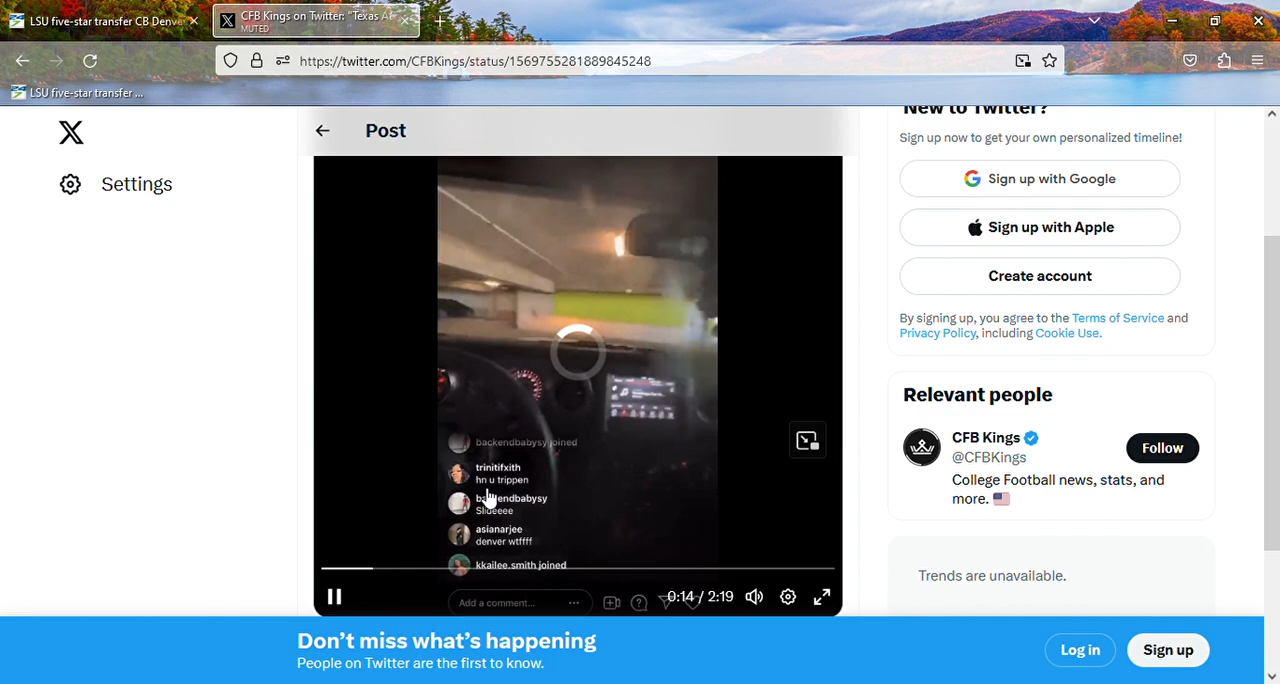 LSU five-star transfer CB Denve
CFB Kings on Twitter: "Texas A
MUTED
https://twitter.com/CFBKings/status/1569755281889845248
LSU five-star transfer ...
Post
Settings
New to Twitter?
Sign up now to get your own personalized timeline!
Sign up with Google
Sign up with Apple
Create account
By signing up, you agree to the Terms of Service and
Privacy Policy, including Cookie Use.
Relevant people
CFB Kings
@CFBKings
Follow
College Football news, stats, and
more.
Trends are unavailable.
backendbabysy joined
trinitifxith
hn u trippen
backendbabysy
Slideeee
asianarjee
denver wtffff
kkailee.smith joined
Add a comment...
0:14 / 2:19
Don't miss what's happening
People on Twitter are the first to know.
Log in
Sign up